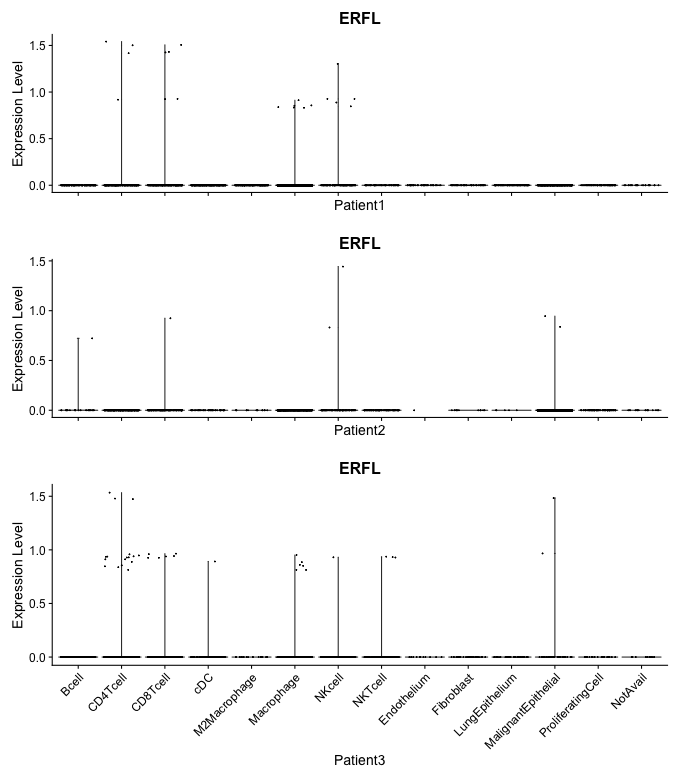 ERFL
Expression Level
1.5
1.0
0.5
0.0
Patient1
ERFL
Expression Level
1.5
1.0
0.5
0.0
Patient2
ERFL
Expression Level
1.5
1.0
0.5
0.0
Bcell
CD4Tcell
CD8Tcell
cDC
M2Macrophage
Macrophage
NKcell
NKTcell
Endothelium
Fibroblast
LungEpithelium
MalignantEpithelial
ProliferatingCell
NotAvail
Patient3